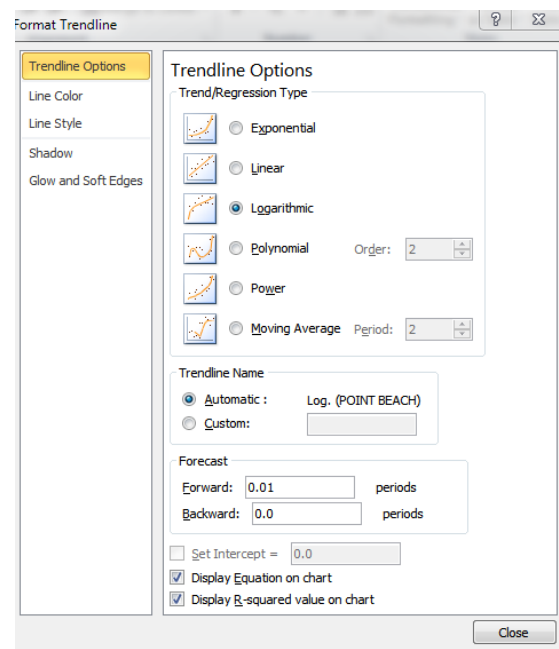 Format Trendline
Trendline Options
Line Color
Line Style
Shadow
Glow and Soft Edges
Trendline Options
Trend/Regression Type
Exponential
Linear
Logarithmic
Polynomial Order: 2
Power
Moving Average Period: 2
Trendline Name
Automatic : Log. (POINT BEACH)
Custom:
Forecast
Forward: 0.01 periods
Backward: 0.0 periods
Set Intercept = 0.0
Display Equation on chart
Display R-squared value on chart
Close